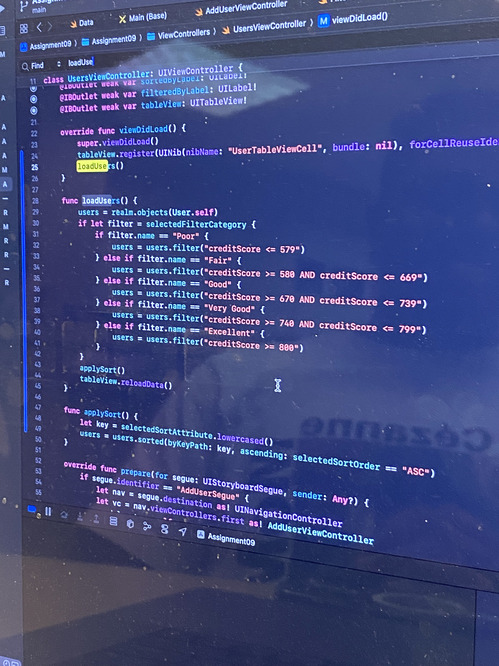 main
Data
Main (Base)
AddUserViewController
UsersViewController
Assignment09 〉 Assignment09 〉 ViewControllers 〉 UsersViewController 〉 M viewDidLoad()
Find loadUse
11 class UsersViewController: UIViewController {
@IBOutlet weak var sortedByLabel: UILabel!
@IBOutlet weak var filteredByLabel: UILabel!
@IBOutlet weak var tableView: UITableView!
21
22 override func viewDidLoad() {
23 super.viewDidLoad()
24 tableView.register(UINib(nibName: "UserTableViewCell", bundle: nil), forCellReuseIde
25 loadUsers()
26 }
27
28 func loadUsers() {
29 users = realm.objects(User.self)
30 if let filter = selectedFilterCategory {
31 if filter.name == "Poor" {
32 users = users.filter("creditScore <= 579")
33 } else if filter.name == "Fair" {
34 users = users.filter("creditScore >= 580 AND creditScore <= 669")
35 } else if filter.name == "Good" {
36 users = users.filter("creditScore >= 670 AND creditScore <= 739")
37 } else if filter.name == "Very Good" {
38 users = users.filter("creditScore >= 740 AND creditScore <= 799")
39 } else if filter.name == "Excellent" {
40 users = users.filter("creditScore >= 800")
41 }
42 }
43 applySort()
44 tableView.reloadData()
45 }
46
47 func applySort() {
48 let key = selectedSortAttribute.lowercased()
49 users = users.sorted(byKeyPath: key, ascending: selectedSortOrder == "ASC")
50 }
51
52
53 override func prepare(for segue: UIStoryboardSegue, sender: Any?) {
54 if segue.identifier == "AddUserSegue" {
55 let nav = segue.destination as! UINavigationController
let vc = nav.viewControllers.first as! AddUserViewController
Assignment09
Cézanne